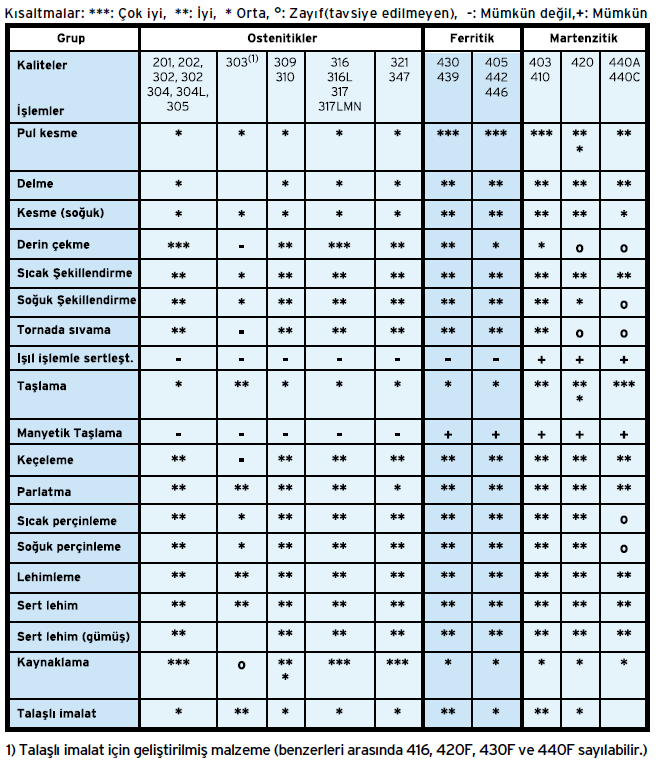 Kısaltmalar: ***: Çok iyi, **: İyi, * Orta, °: Zayıf(tavsiye edilmeyen), -: Mümkün değil,+: Mümkün
Grup Ostenitikler Ferritik Martenzitik
Kaliteler 201, 202, 303(1) 309 316 321 430 405 403 420 440A
302, 302 310 316L 347 439 442 410 440C
304, 304L, 317 446
İşlemler 305 317LMN
Pul kesme * * * * * *** *** *** ** **
*
Delme * * * * ** ** ** ** **
Kesme (soğuk) * * * * * ** ** ** ** *
Derin çekme *** - ** *** ** ** * * o o
Sıcak Şekillendirme ** * ** ** ** ** ** ** ** **
Soğuk Şekillendirme ** * ** ** ** ** ** ** * o
Tornada sıvama ** - ** ** ** ** ** ** o o
Işıl işlemle sertleşt. - - - - - - - + + +
Taşlama * ** * * * * * ** ** ***
*
Manyetik Taşlama - - - - - + + + + +
Keçeleme ** - ** ** ** ** ** ** ** **
Parlatma ** ** ** ** * ** ** ** ** **
Sıcak perçinleme ** * ** ** ** ** ** ** ** o
Soğuk perçinleme ** * ** ** ** ** ** ** ** o
Lehimleme ** ** ** ** ** ** ** ** ** **
Sert lehim ** ** ** ** ** ** ** ** ** **
Sert lehim (gümüş) ** ** ** ** ** ** ** ** **
Kaynaklama *** o ** *** *** * * * * *
*
Talaşlı imalat * ** * * * ** * ** *
1) Talaşlı imalat için geliştirilmiş malzeme (benzerleri arasında 416, 420F, 430F ve 440F sayılabilir.)